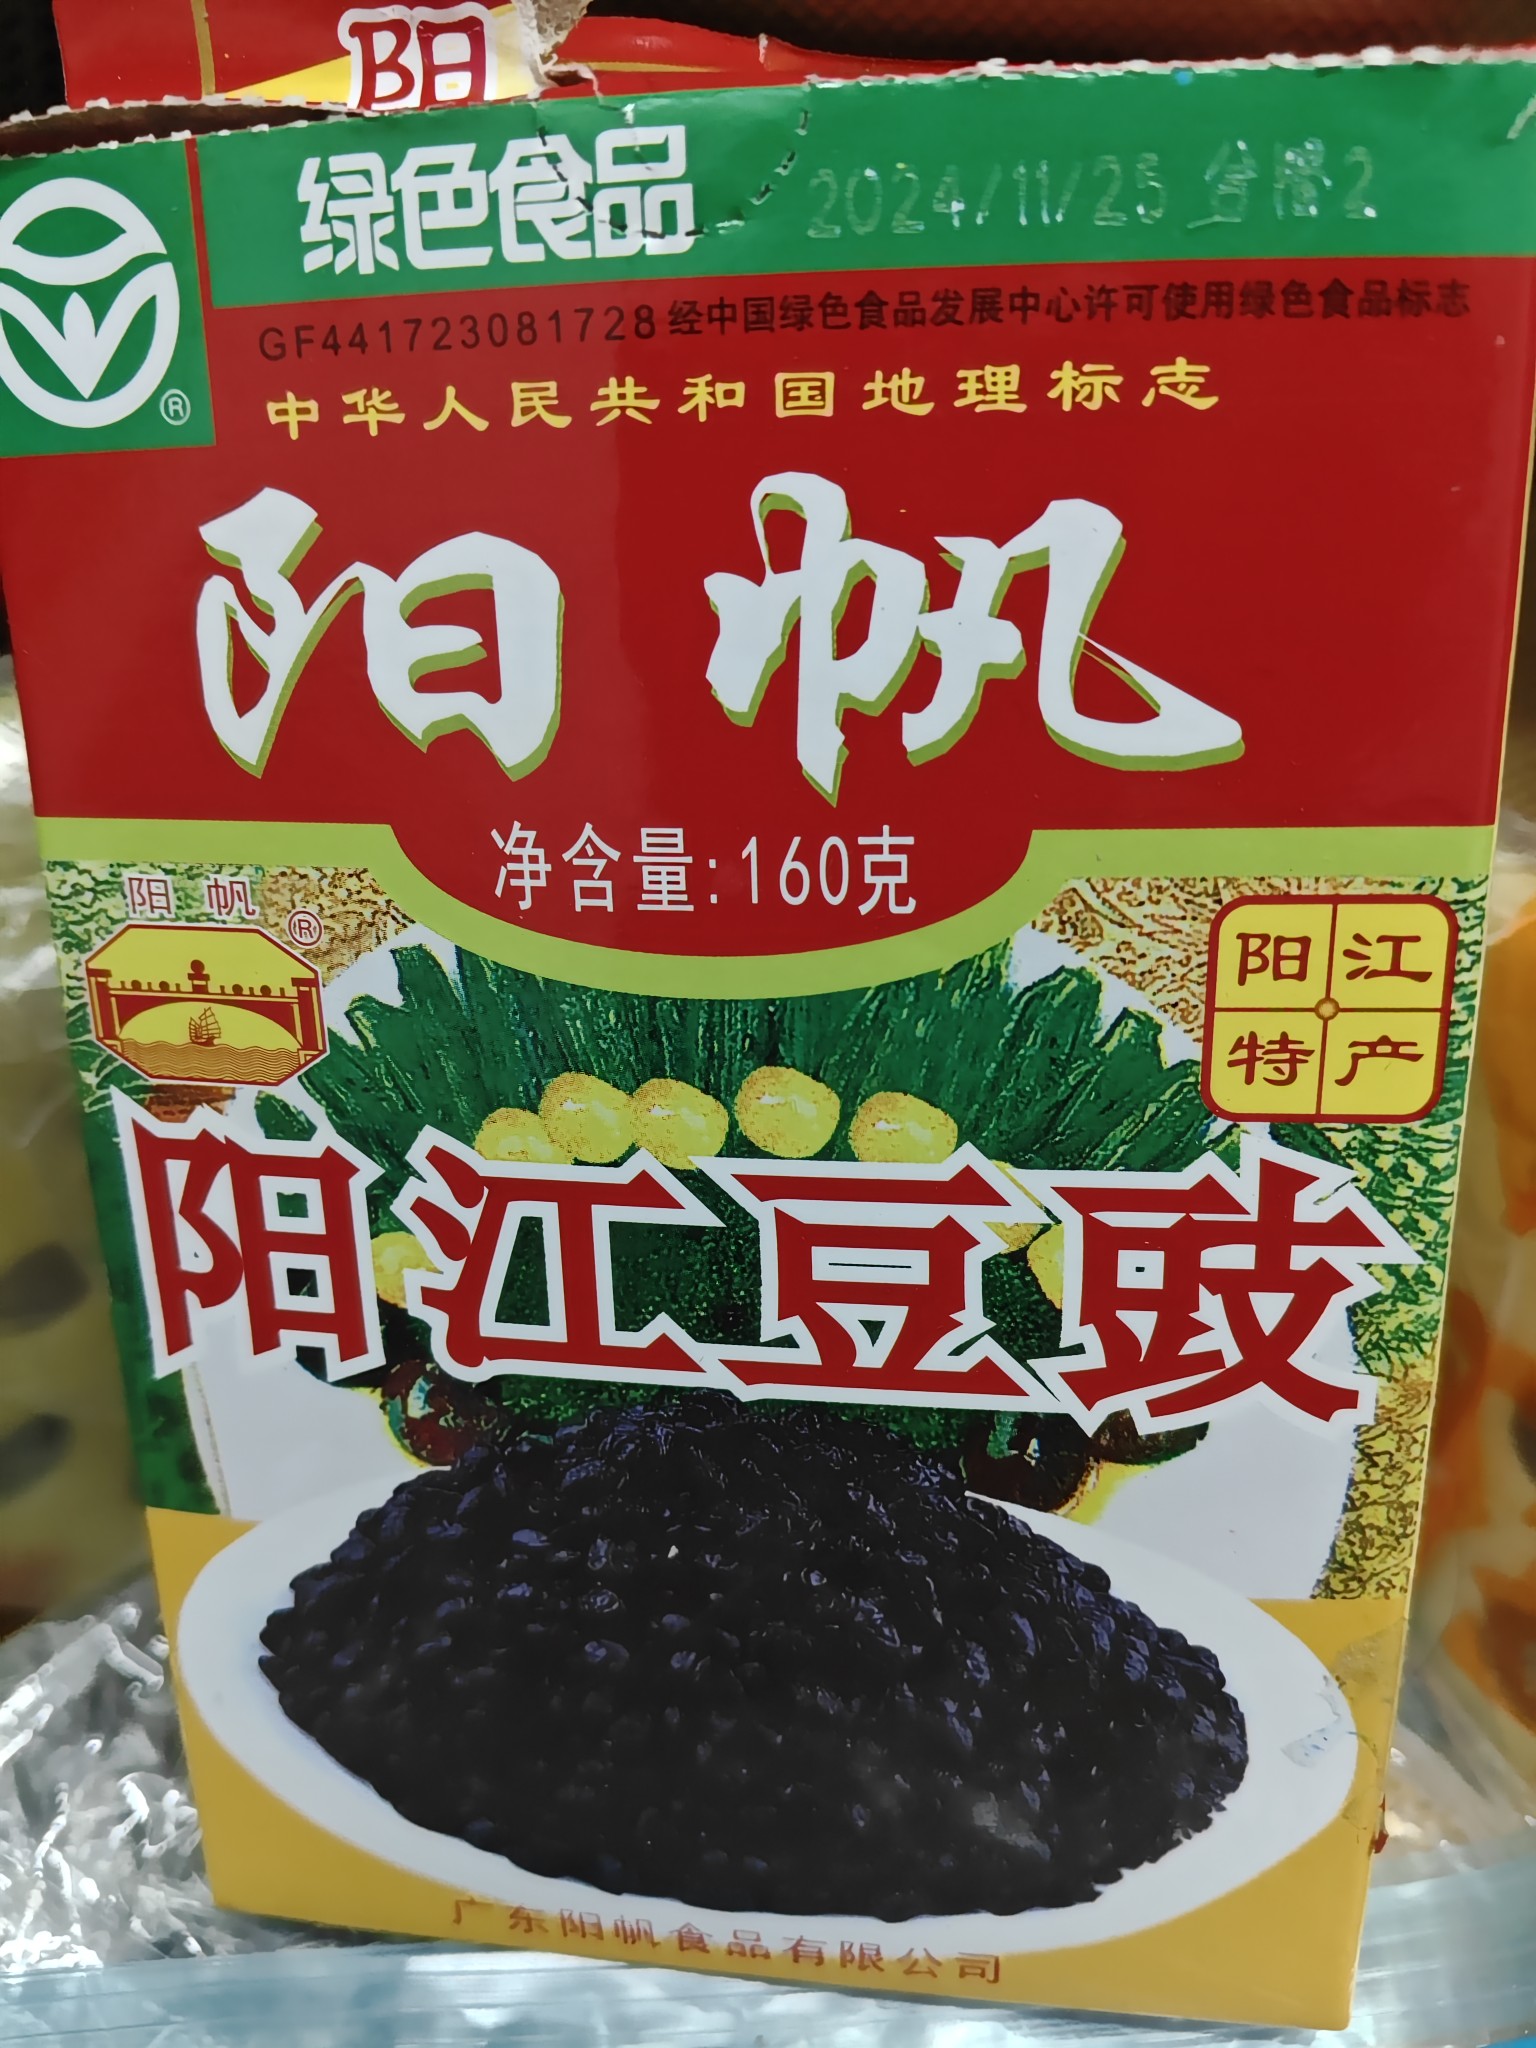 阳
绿色食品
2024/11/25 合格2
GF441723081728 经中国绿色食品发展中心许可使用绿色食品标志
中华人民共和国地理标志
阳帆
净含量:160克
阳帆
®
阳江
特产
阳江豆豉
广东阳帆食品有限公司